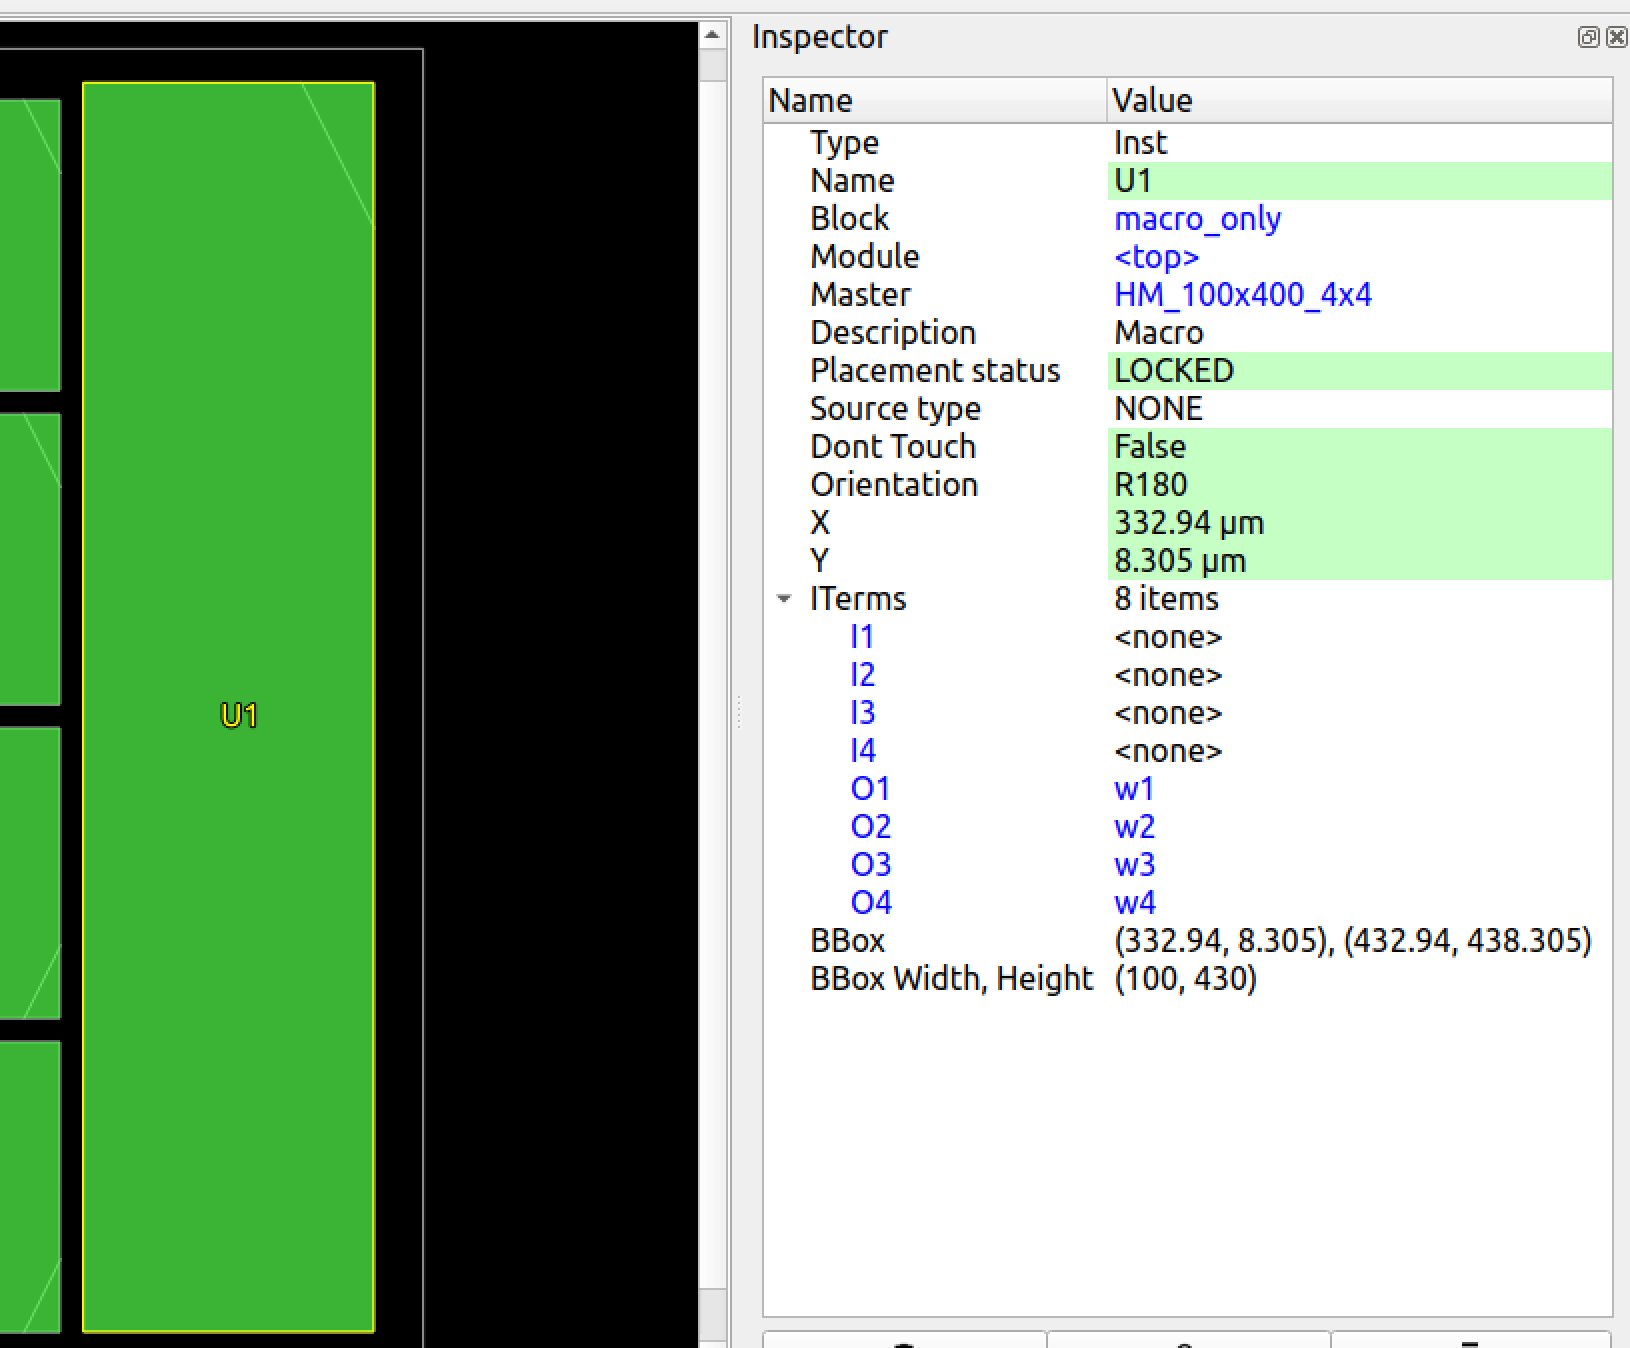 U1
Inspector
Name Value
Type Inst
Name U1
Block macro_only
Module <top>
Master HM_100x400_4x4
Description Macro
Placement status LOCKED
Source type NONE
Dont Touch False
Orientation R180
X 332.94 µm
Y 8.305 µm
ITerms 8 items
I1 <none>
I2 <none>
I3 <none>
I4 <none>
O1 w1
O2 w2
O3 w3
O4 w4
BBox (332.94, 8.305), (432.94, 438.305)
BBox Width, Height (100, 430)